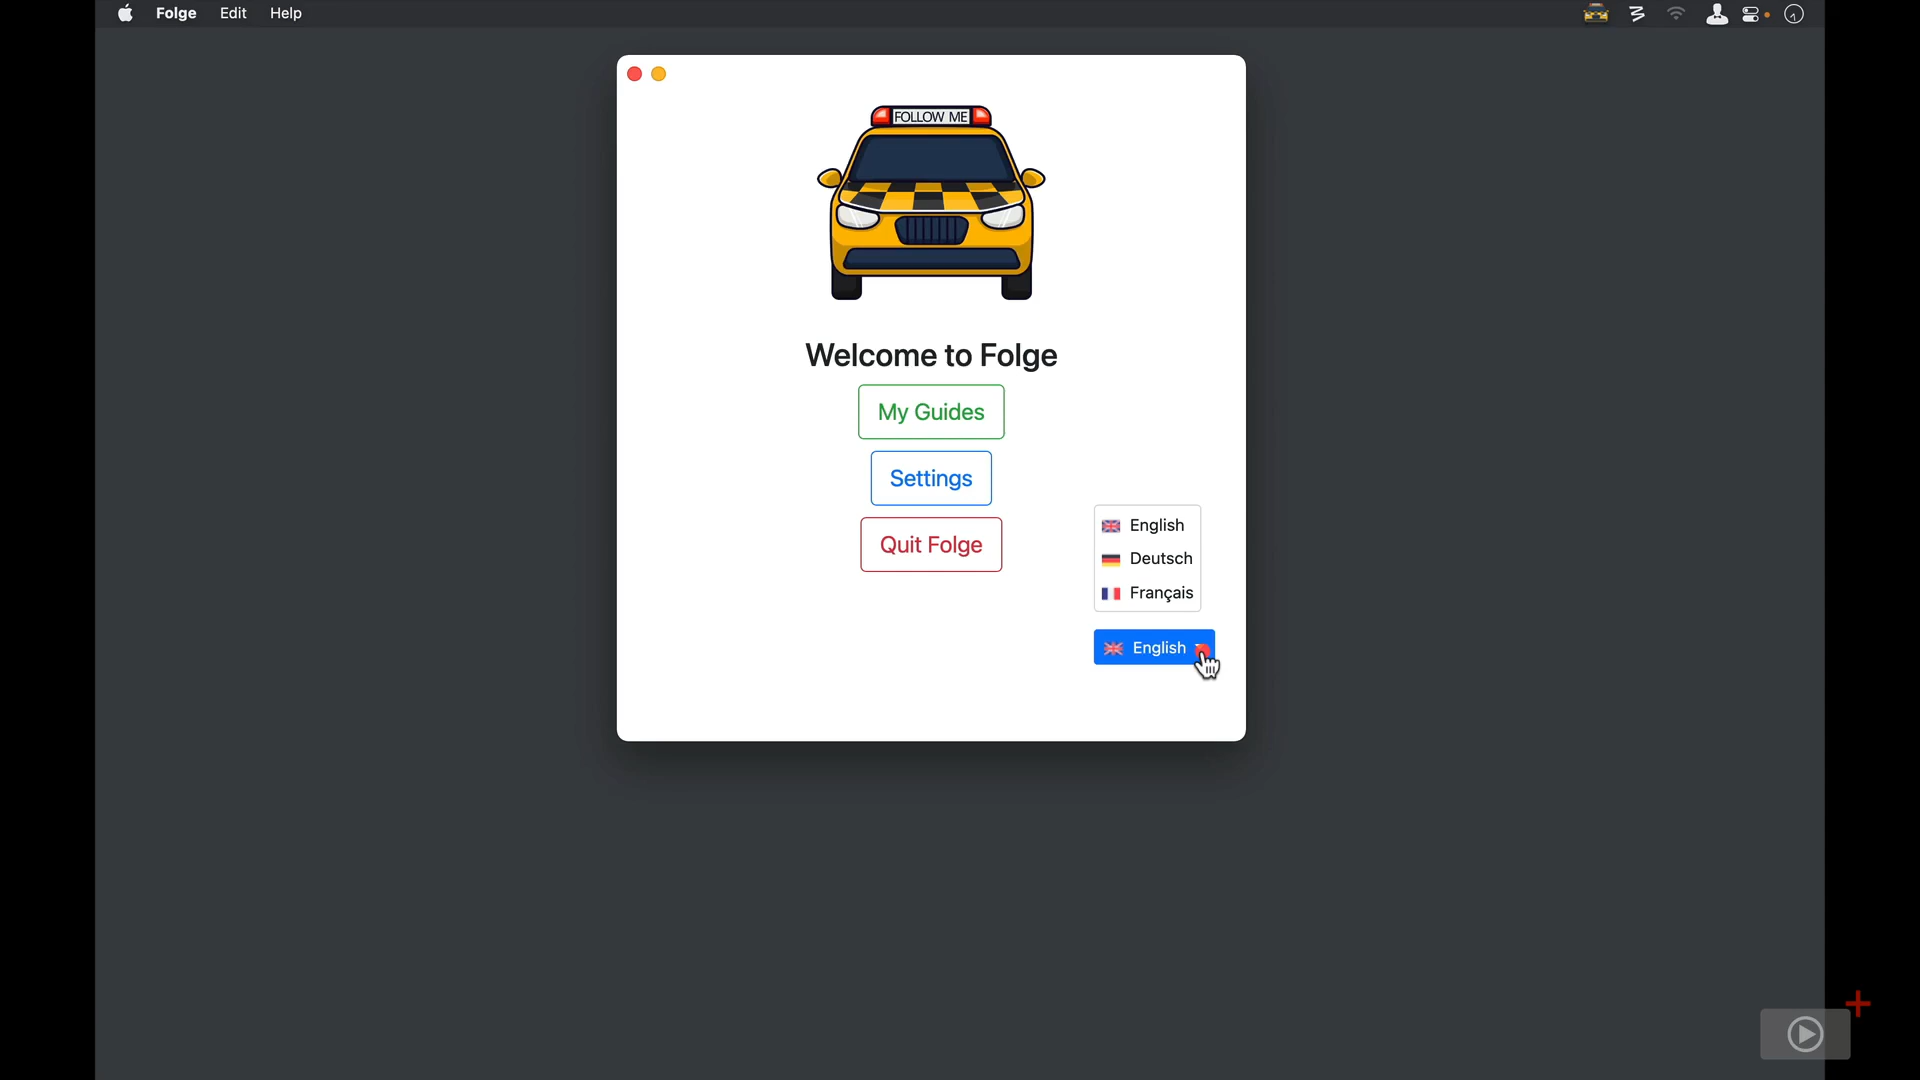 Folge Edit Help
FOLLOW ME
Welcome to Folge
My Guides
Settings
Quit Folge
English
Deutsch
Français
English